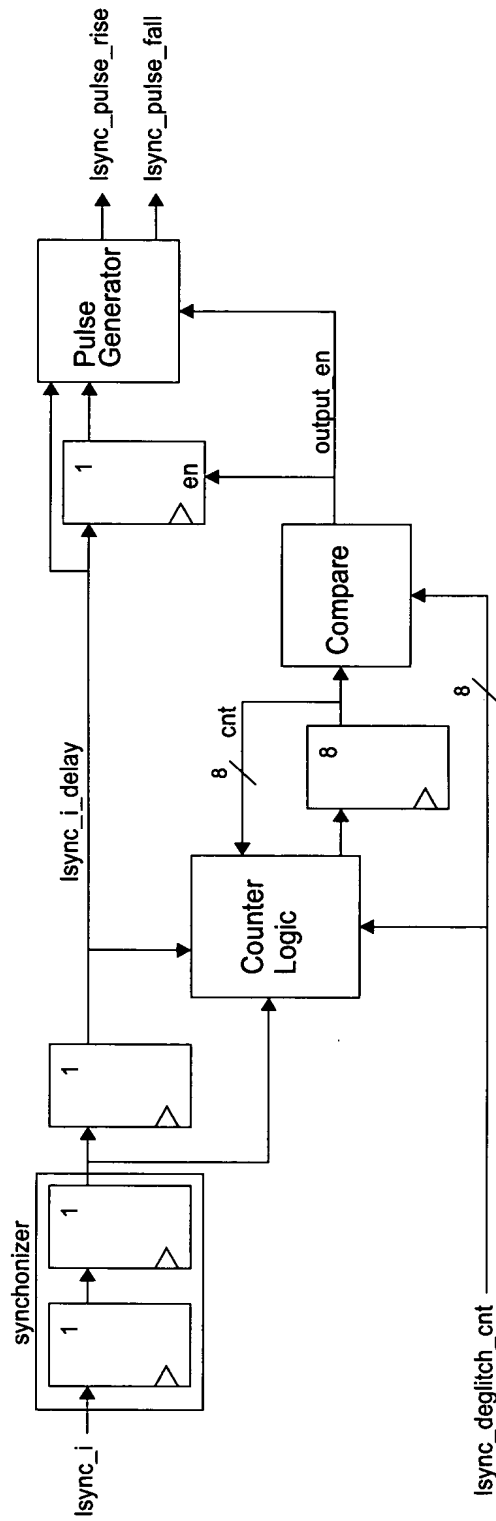 lsync_i
synchonizer
1
1
1
lsync_i_delay
Counter
Logic
8
cnt
8
Compare
output_en
1
en
Pulse
Generator
lsync_pulse_rise
lsync_pulse_fall
lsync_deglitch_cnt
8